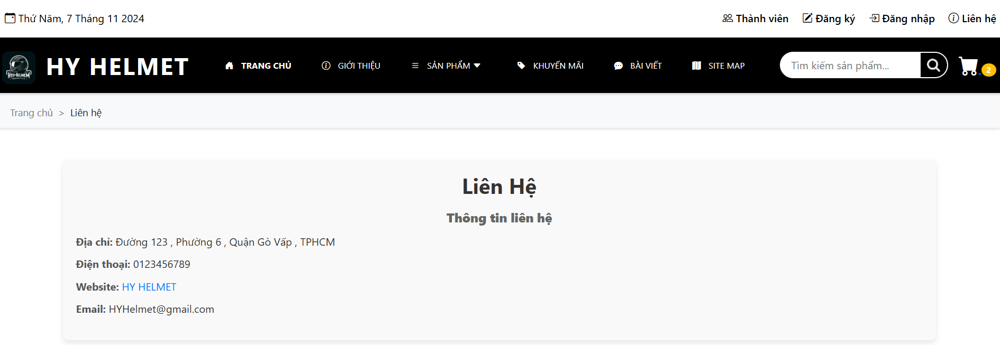 Thứ Năm, 7 Tháng 11 2024 Thành viên Đăng ký Đăng nhập Liên hệ
HY HELMET TRANG CHỦ GIỚI THIỆU SẢN PHẨM KHUYẾN MÃI BÀI VIẾT SITE MAP Tìm kiếm sản phẩm... 2
Trang chủ > Liên hệ
Liên Hệ
Thông tin liên hệ
Địa chỉ: Đường 123 , Phường 6 , Quận Gò Vấp , TPHCM
Điện thoại: 0123456789
Website: HY HELMET
Email: HYHelmet@gmail.com